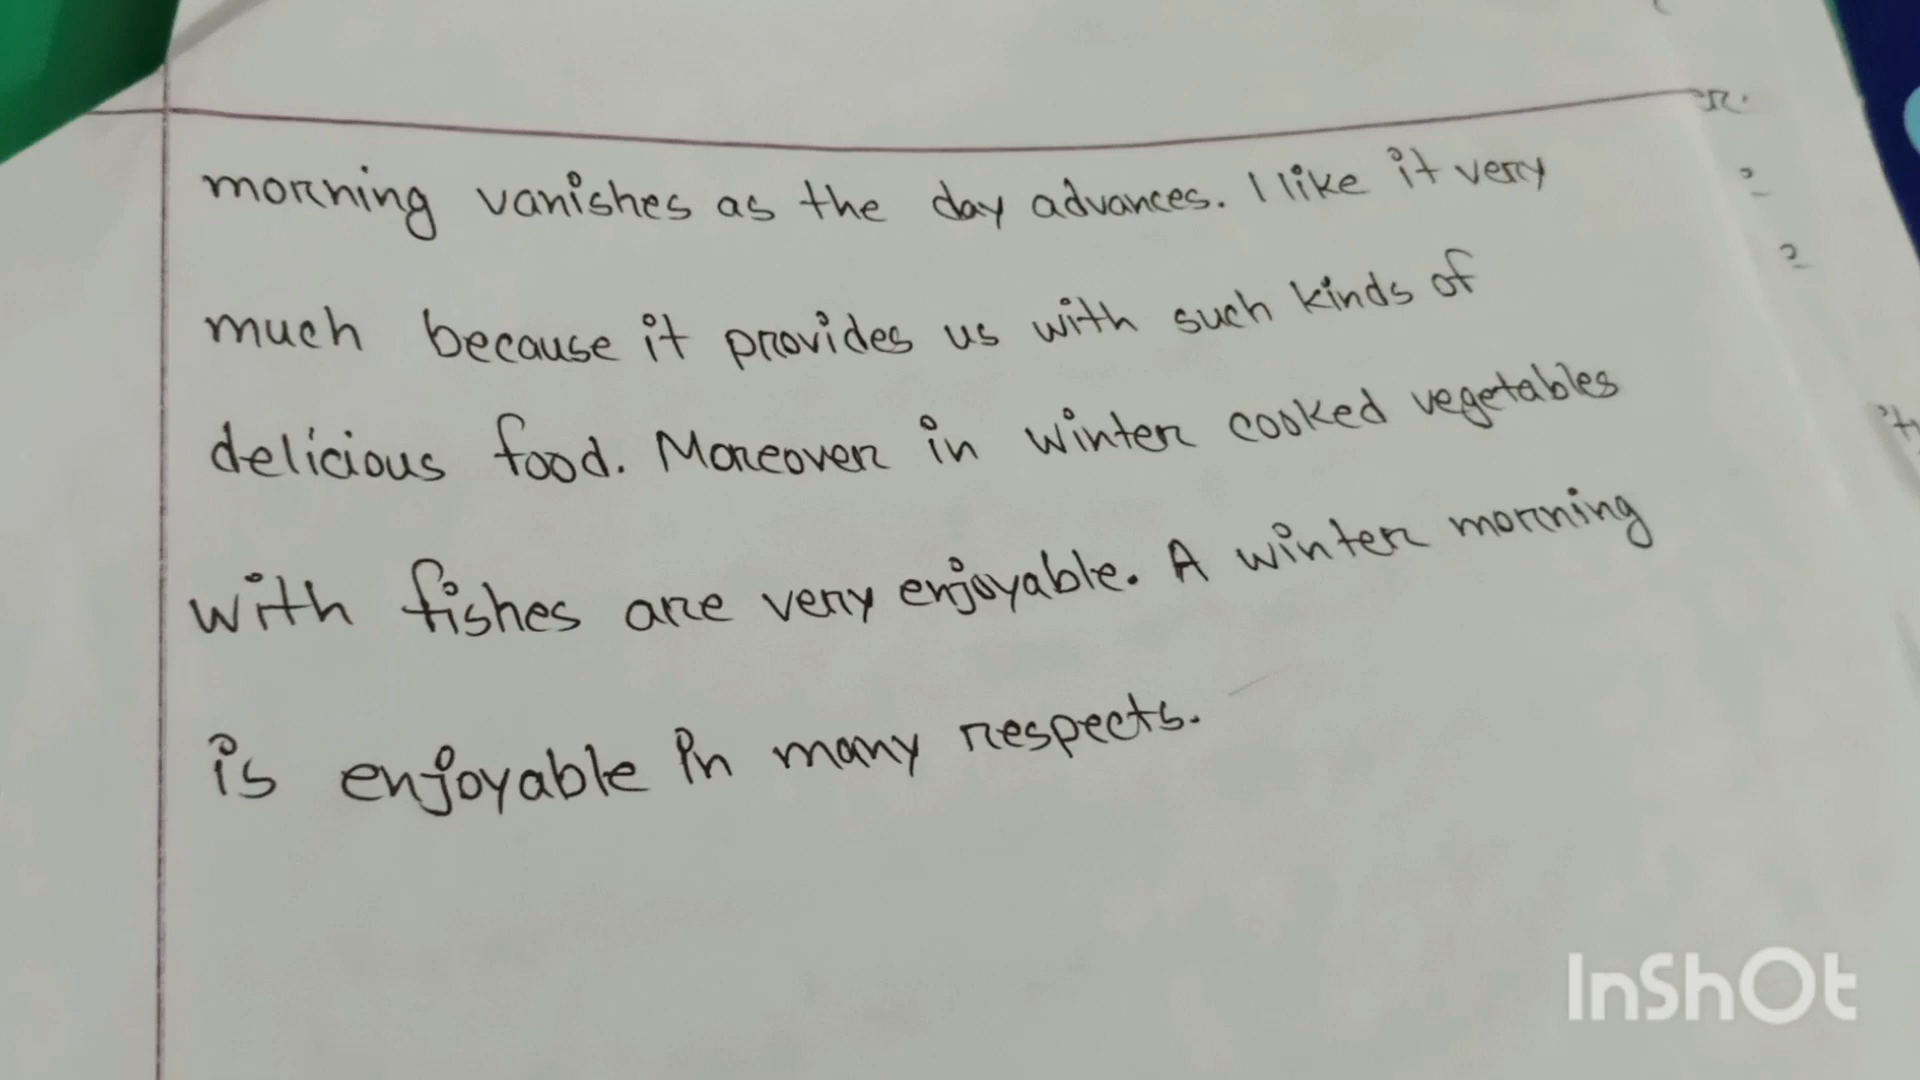 morning vanishes as the day advances. I like it very
much because it provides us with such kinds of
delicious food. Moreover in winter cooked vegetables
with fishes are very enjoyable. A winter morning
is enjoyable in many respects.
InShOt